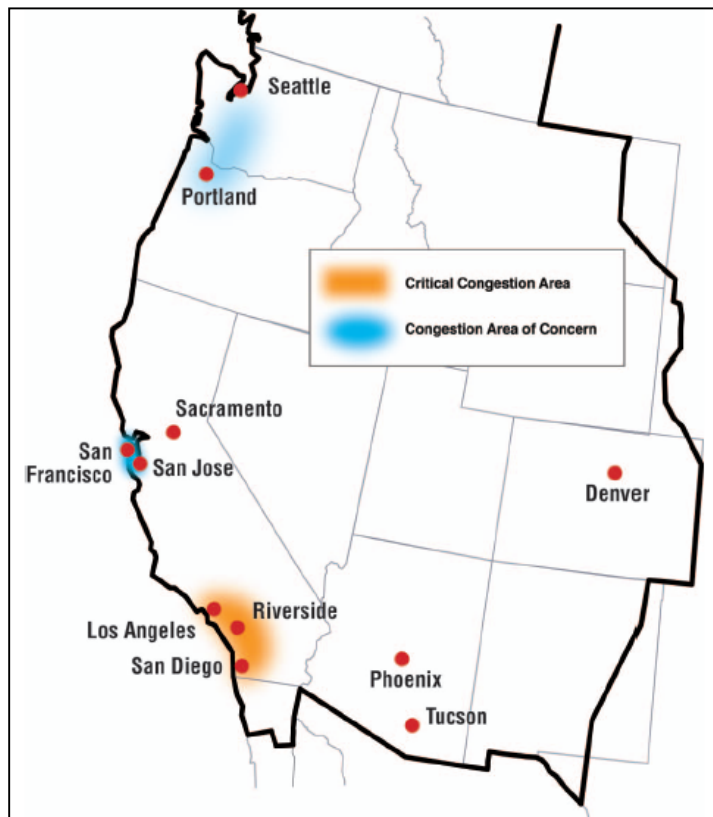 Seattle
Portland
Critical Congestion Area
Congestion Area of Concern
Sacramento
San
Francisco
San Jose
Denver
Riverside
Los Angeles
San Diego
Phoenix
Tucson